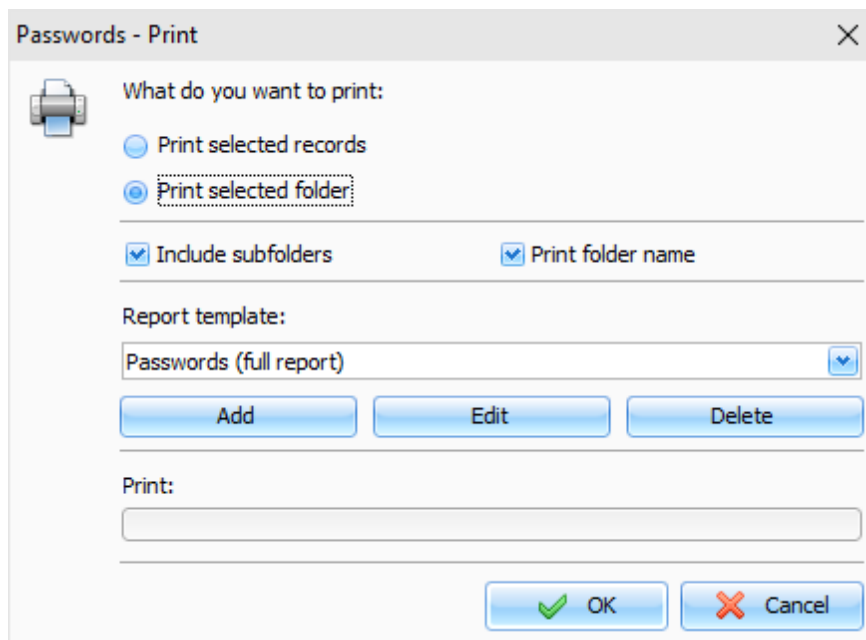 Passwords - Print
What do you want to print:
Print selected records
Print selected folder
Include subfolders Print folder name
Report template:
Passwords (full report)
Add Edit Delete
Print:
OK Cancel